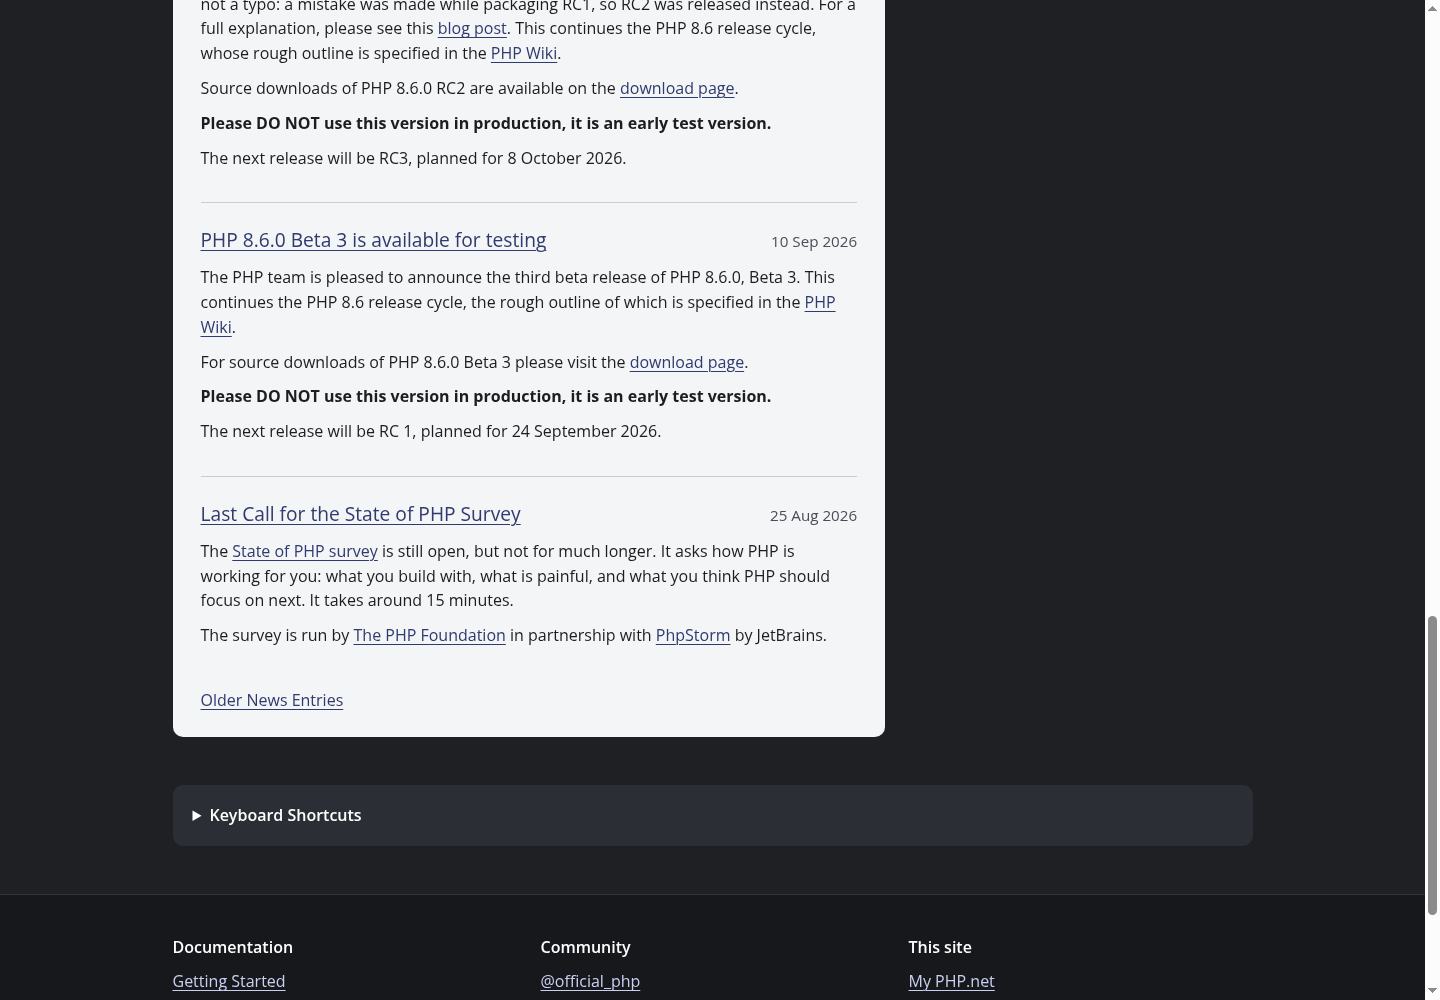 not a typo: a mistake was made while packaging RC1, so RC2 was released instead. For a
full explanation, please see this blog post. This continues the PHP 8.6 release cycle,
whose rough outline is specified in the PHP Wiki.
Source downloads of PHP 8.6.0 RC2 are available on the download page.
Please DO NOT use this version in production, it is an early test version.
The next release will be RC3, planned for 8 October 2026.
PHP 8.6.0 Beta 3 is available for testing
10 Sep 2026
The PHP team is pleased to announce the third beta release of PHP 8.6.0, Beta 3. This
continues the PHP 8.6 release cycle, the rough outline of which is specified in the PHP
Wiki.
For source downloads of PHP 8.6.0 Beta 3 please visit the download page.
Please DO NOT use this version in production, it is an early test version.
The next release will be RC 1, planned for 24 September 2026.
Last Call for the State of PHP Survey
25 Aug 2026
The State of PHP survey is still open, but not for much longer. It asks how PHP is
working for you: what you build with, what is painful, and what you think PHP should
focus on next. It takes around 15 minutes.
The survey is run by The PHP Foundation in partnership with PhpStorm by JetBrains.
Older News Entries
Keyboard Shortcuts
Documentation
Community
This site
Getting Started
@official_php
My PHP.net